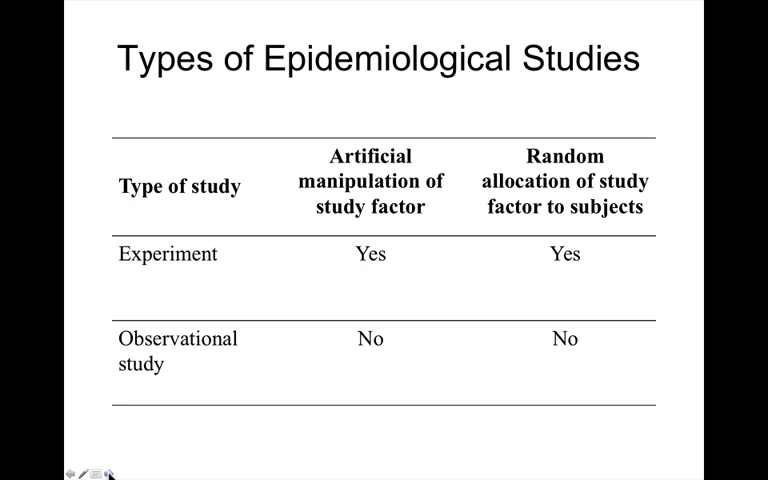 Types of Epidemiological Studies
Type of study
Artificial
manipulation of
study factor
Random
allocation of study
factor to subjects
Experiment
Yes
Yes
Observational
study
No
No